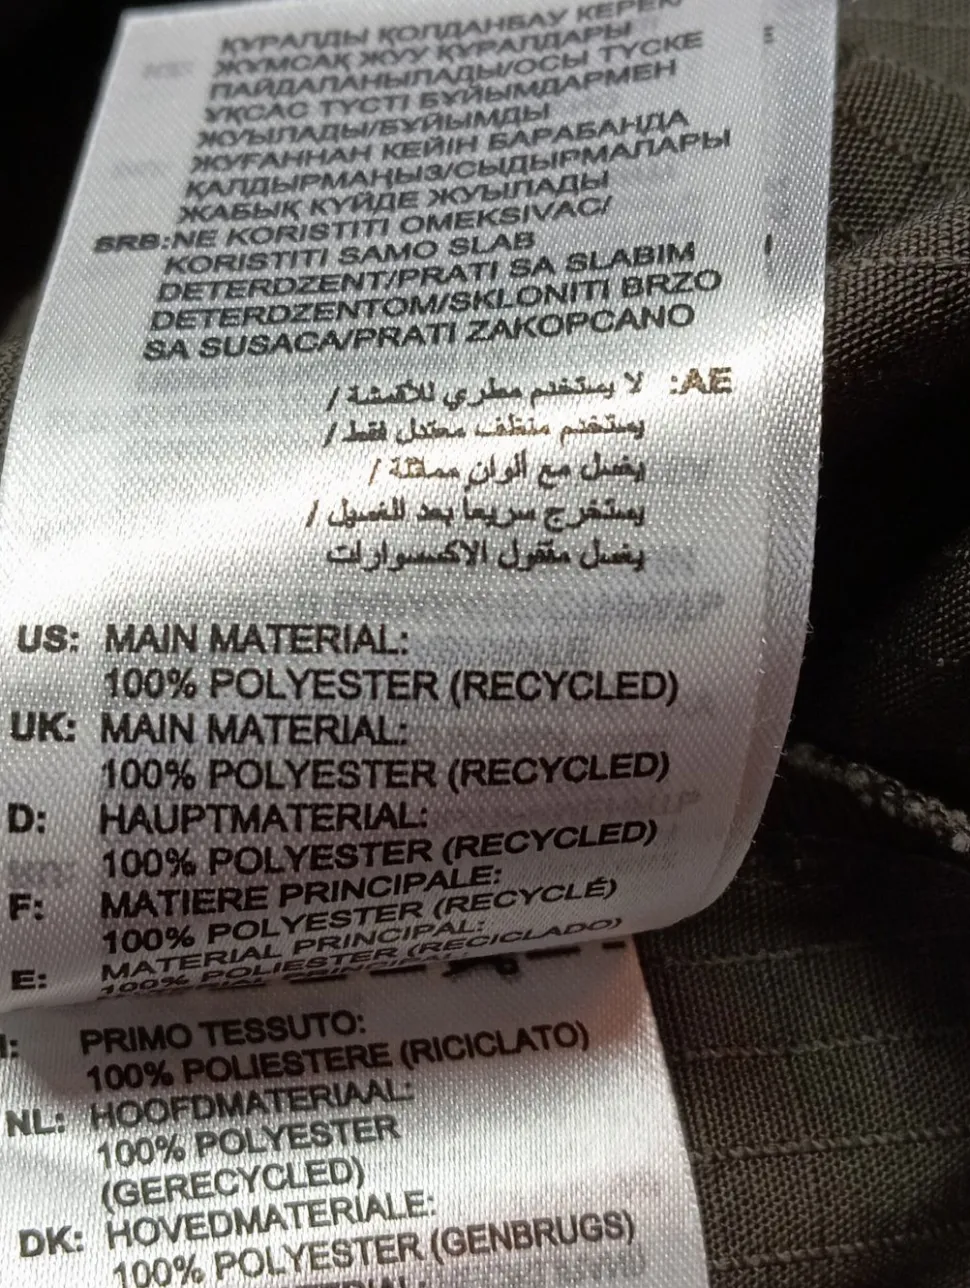 ҚҰРАЛДЫ ҚОЛДАНБАУ КЕРЕК
ЖҰМСАҚ ЖУУ ҚҰРАЛДАРЫ
ПАЙДАЛАНЫЛАДЫ/ОСЫ ТҮСКЕ
ҰҚСАС ТҮСТІ БҰЙЫМДАРМЕН
ЖУЫЛАДЫ/БҰЙЫМДЫ
ЖУҒАННАН КЕЙІН БАРАБАНДА
ҚАЛДЫРМАҢЫЗ/СЫДЫРМАЛАРЫ
ЖАБЫҚ КҮЙДЕ ЖУЫЛАДЫ
SRB:NE KORISTITI OMEKSIVAC/
KORISTITI SAMO SLAB
DETERDZENT/PRATI SA SLABIM
DETERDZENTOM/SKLONITI BRZO
SA SUSACA/PRATI ZAKOPCANO
AE: لا يستخدم مطري للأقمشة /
يستخدم منظف معتدل فقط /
يغسل مع ألوان مماثلة /
يستخرج سريعاً بعد الغسيل /
يغسل مقفول الاكسسوارات
US: MAIN MATERIAL:
100% POLYESTER (RECYCLED)
UK: MAIN MATERIAL:
100% POLYESTER (RECYCLED)
D: HAUPTMATERIAL:
100% POLYESTER (RECYCLED)
F: MATIERE PRINCIPALE:
100% POLYESTER (RECYCLÉ)
E: MATERIAL PRINCIPAL:
100% POLIESTER (RECICLADO)
I: PRIMO TESSUTO:
100% POLIESTERE (RICICLATO)
NL: HOOFDMATERIAAL:
100% POLYESTER
(GERECYCLED)
DK: HOVEDMATERIALE:
100% POLYESTER (GENBRUGS)